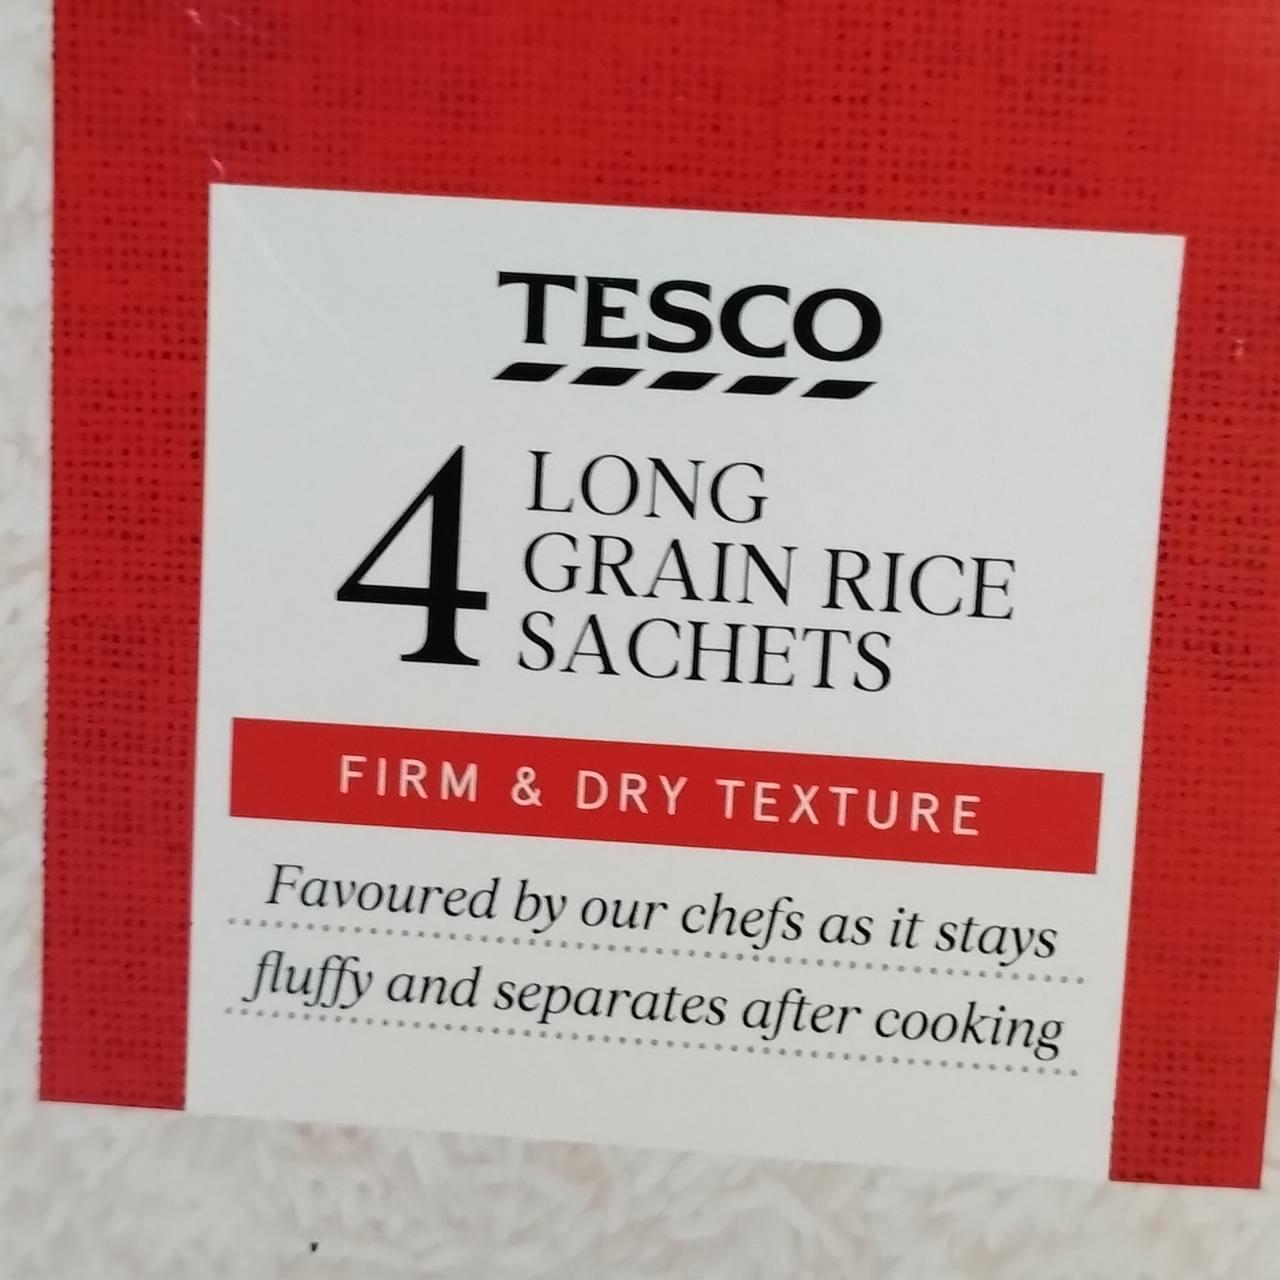 TESCO
4 LONG
GRAIN RICE
SACHETS
FIRM & DRY TEXTURE
Favoured by our chefs as it stays
fluffy and separates after cooking